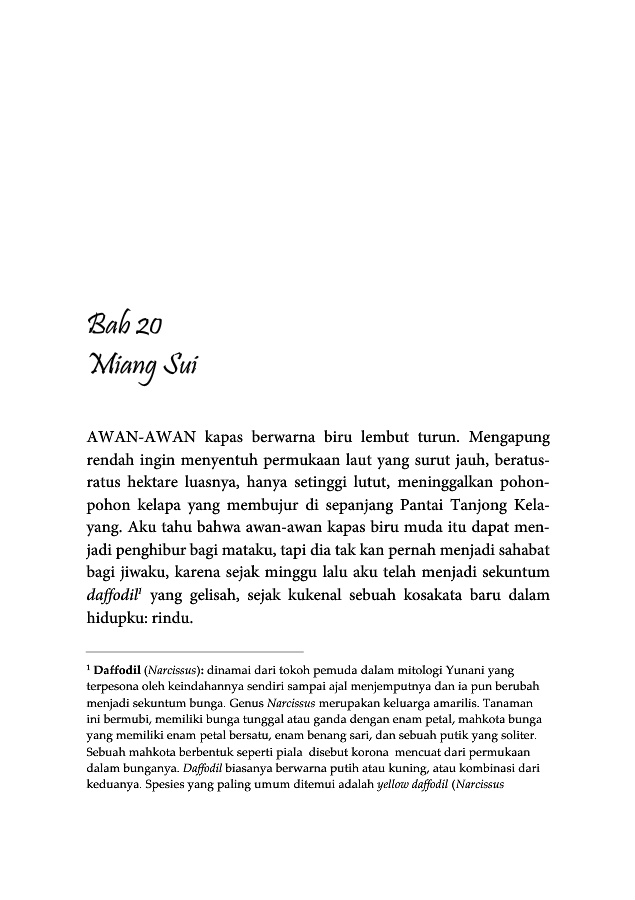 Bab 20
Miang Sui
AWAN-AWAN kapas berwarna biru lembut turun. Mengapung
rendah ingin menyentuh permukaan laut yang surut jauh, beratus-
ratus hektare luasnya, hanya setinggi lutut, meninggalkan pohon-
pohon kelapa yang membujur di sepanjang Pantai Tanjong Kela-
yang. Aku tahu bahwa awan-awan kapas biru muda itu dapat men-
jadi penghibur bagi mataku, tapi dia tak kan pernah menjadi sahabat
bagi jiwaku, karena sejak minggu lalu aku telah menjadi sekuntum
daffodil¹ yang gelisah, sejak kukenal sebuah kosakata baru dalam
hidupku: rindu.
¹ Daffodil (Narcissus): dinamai dari tokoh pemuda dalam mitologi Yunani yang
terpesona oleh keindahannya sendiri sampai ajal menjemputnya dan ia pun berubah
menjadi sekuntum bunga. Genus Narcissus merupakan keluarga amarilis. Tanaman
ini bermubi, memiliki bunga tunggal atau ganda dengan enam petal, mahkota bunga
yang memiliki enam petal bersatu, enam benang sari, dan sebuah putik yang soliter.
Sebuah mahkota berbentuk seperti piala disebut korona mencuat dari permukaan
dalam bunganya. Daffodil biasanya berwarna putih atau kuning, atau kombinasi dari
keduanya. Spesies yang paling umum ditemui adalah yellow daffodil (Narcissus